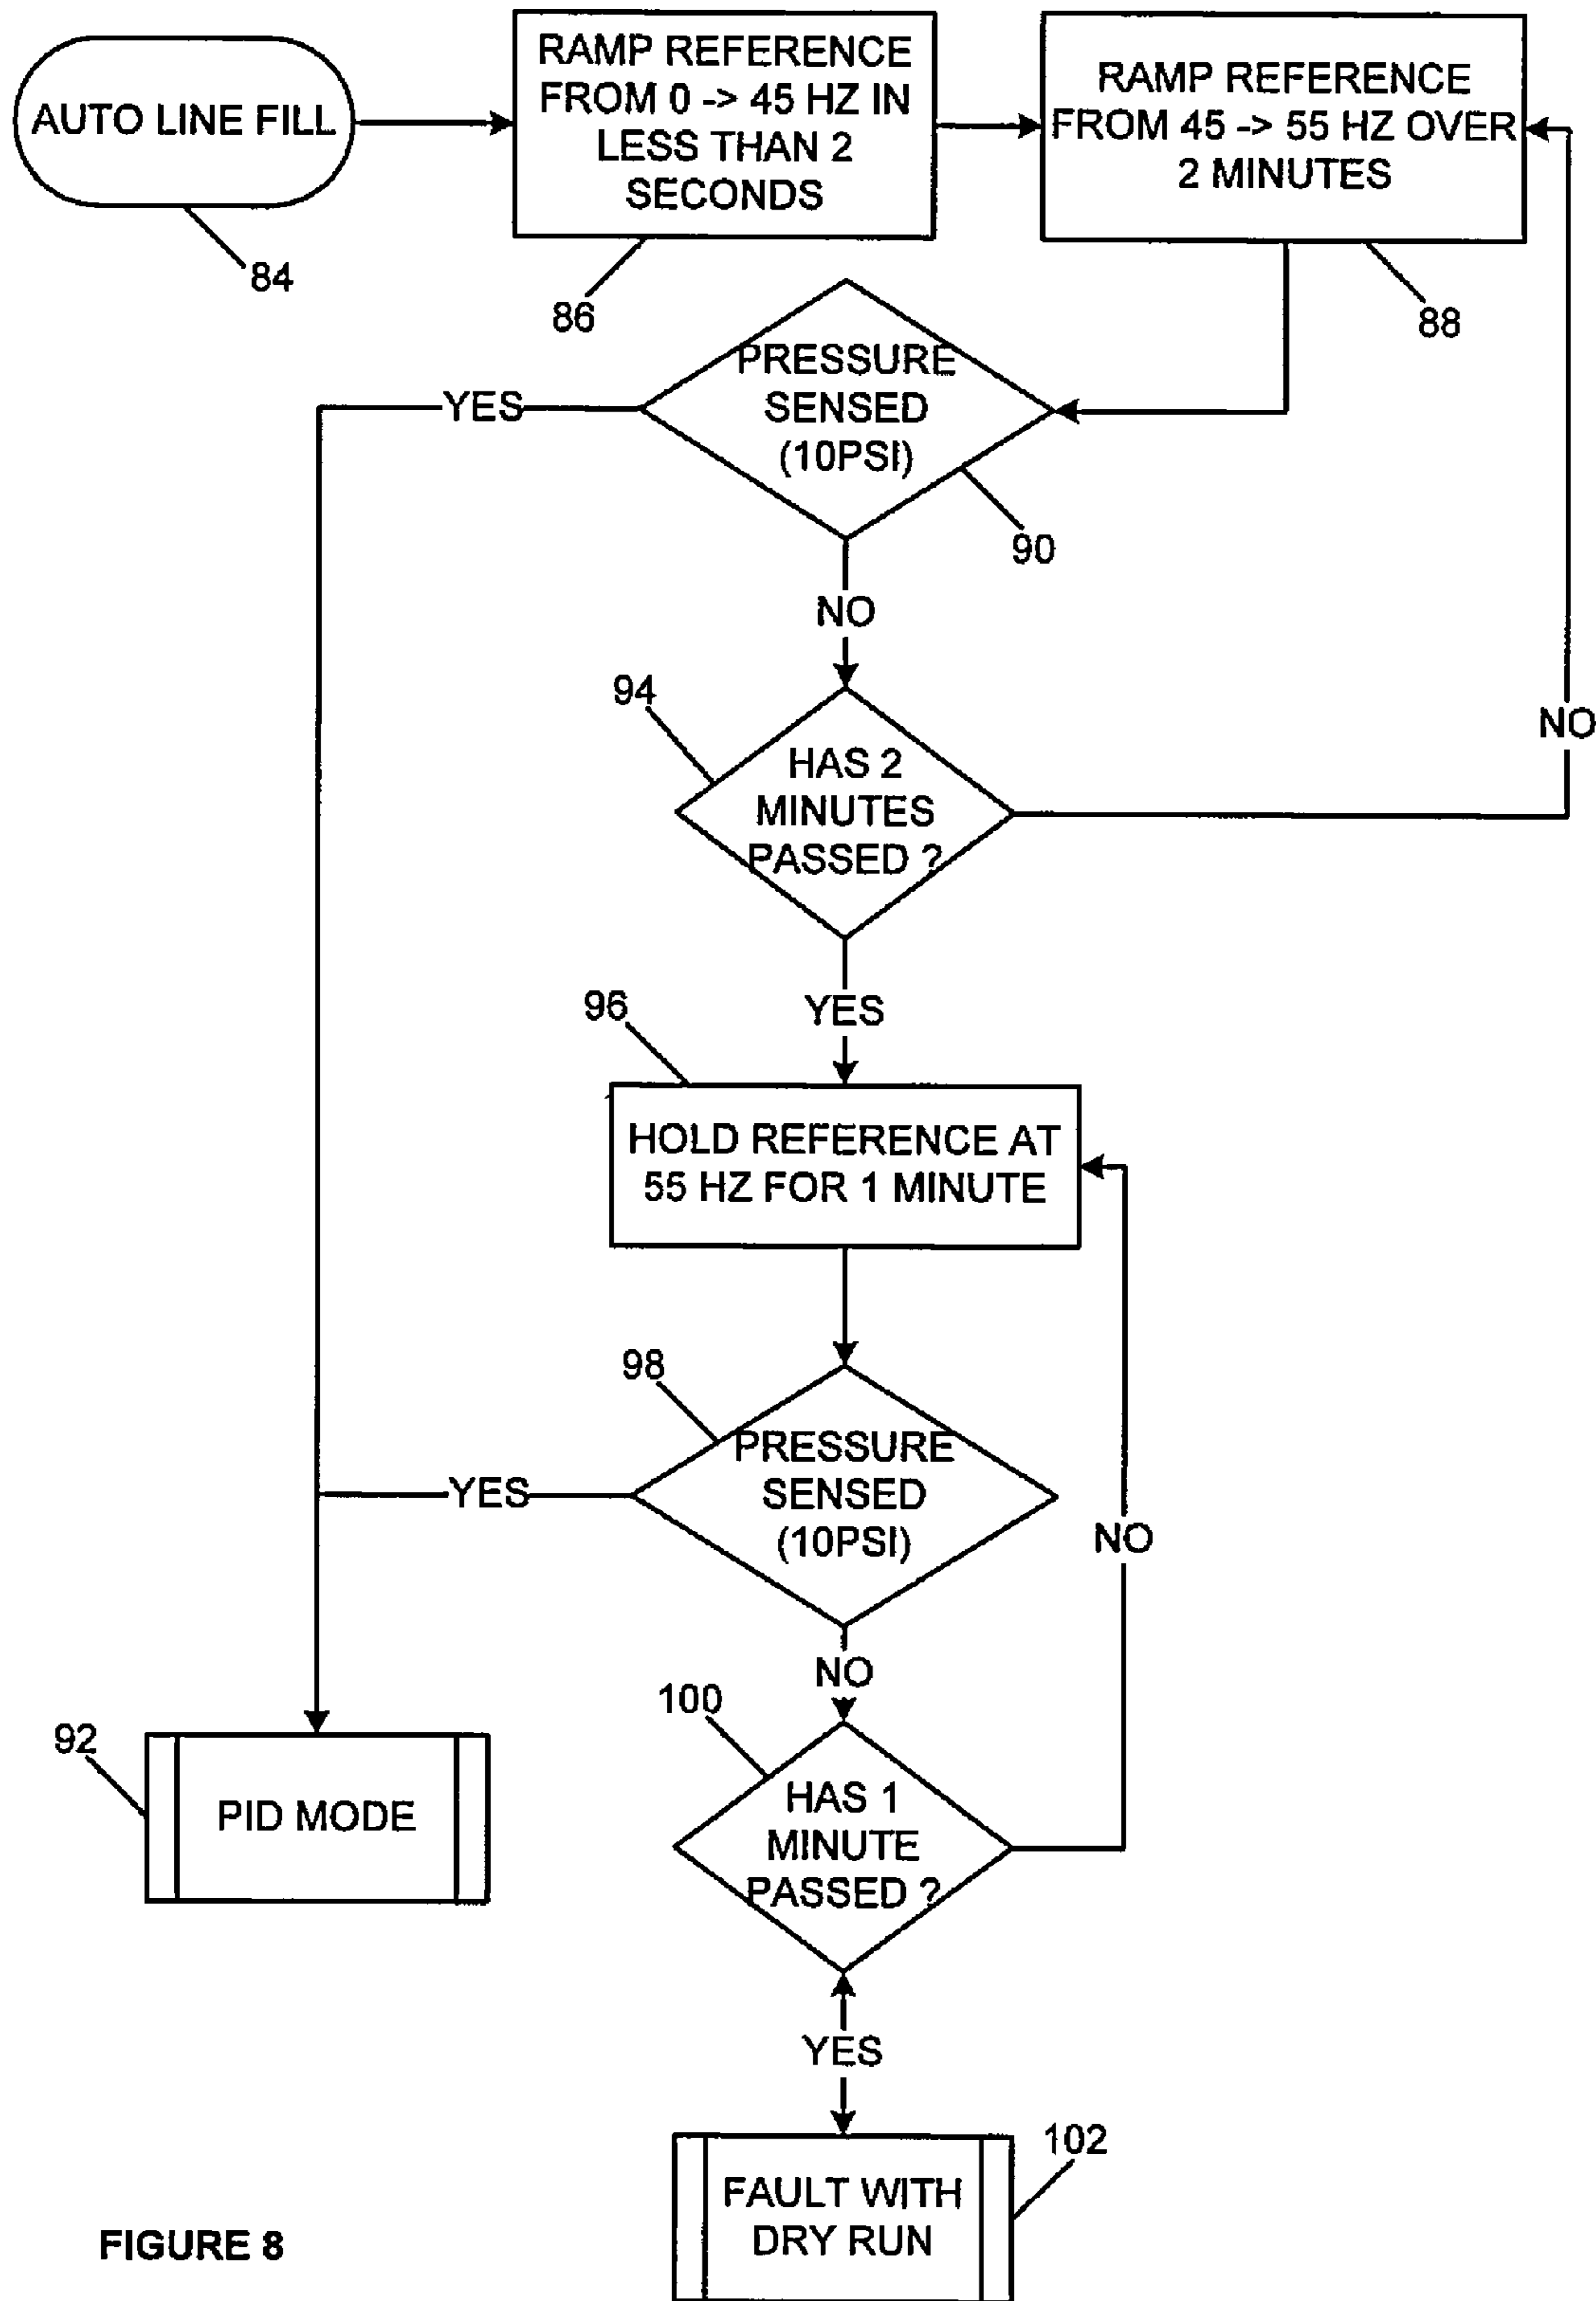 AUTO LINE FILL
84
RAMP REFERENCE
FROM 0 -> 45 HZ IN
LESS THAN 2
SECONDS
86
RAMP REFERENCE
FROM 45 -> 55 HZ OVER
2 MINUTES
88
PRESSURE
SENSED
(10PSI)
90
YES
NO
94
HAS 2
MINUTES
PASSED ?
NO
YES
96
HOLD REFERENCE AT
55 HZ FOR 1 MINUTE
98
PRESSURE
SENSED
(10PSI)
YES
NO
NO
100
HAS 1
MINUTE
PASSED ?
92
PID MODE
YES
102
FAULT WITH
DRY RUN
FIGURE 8